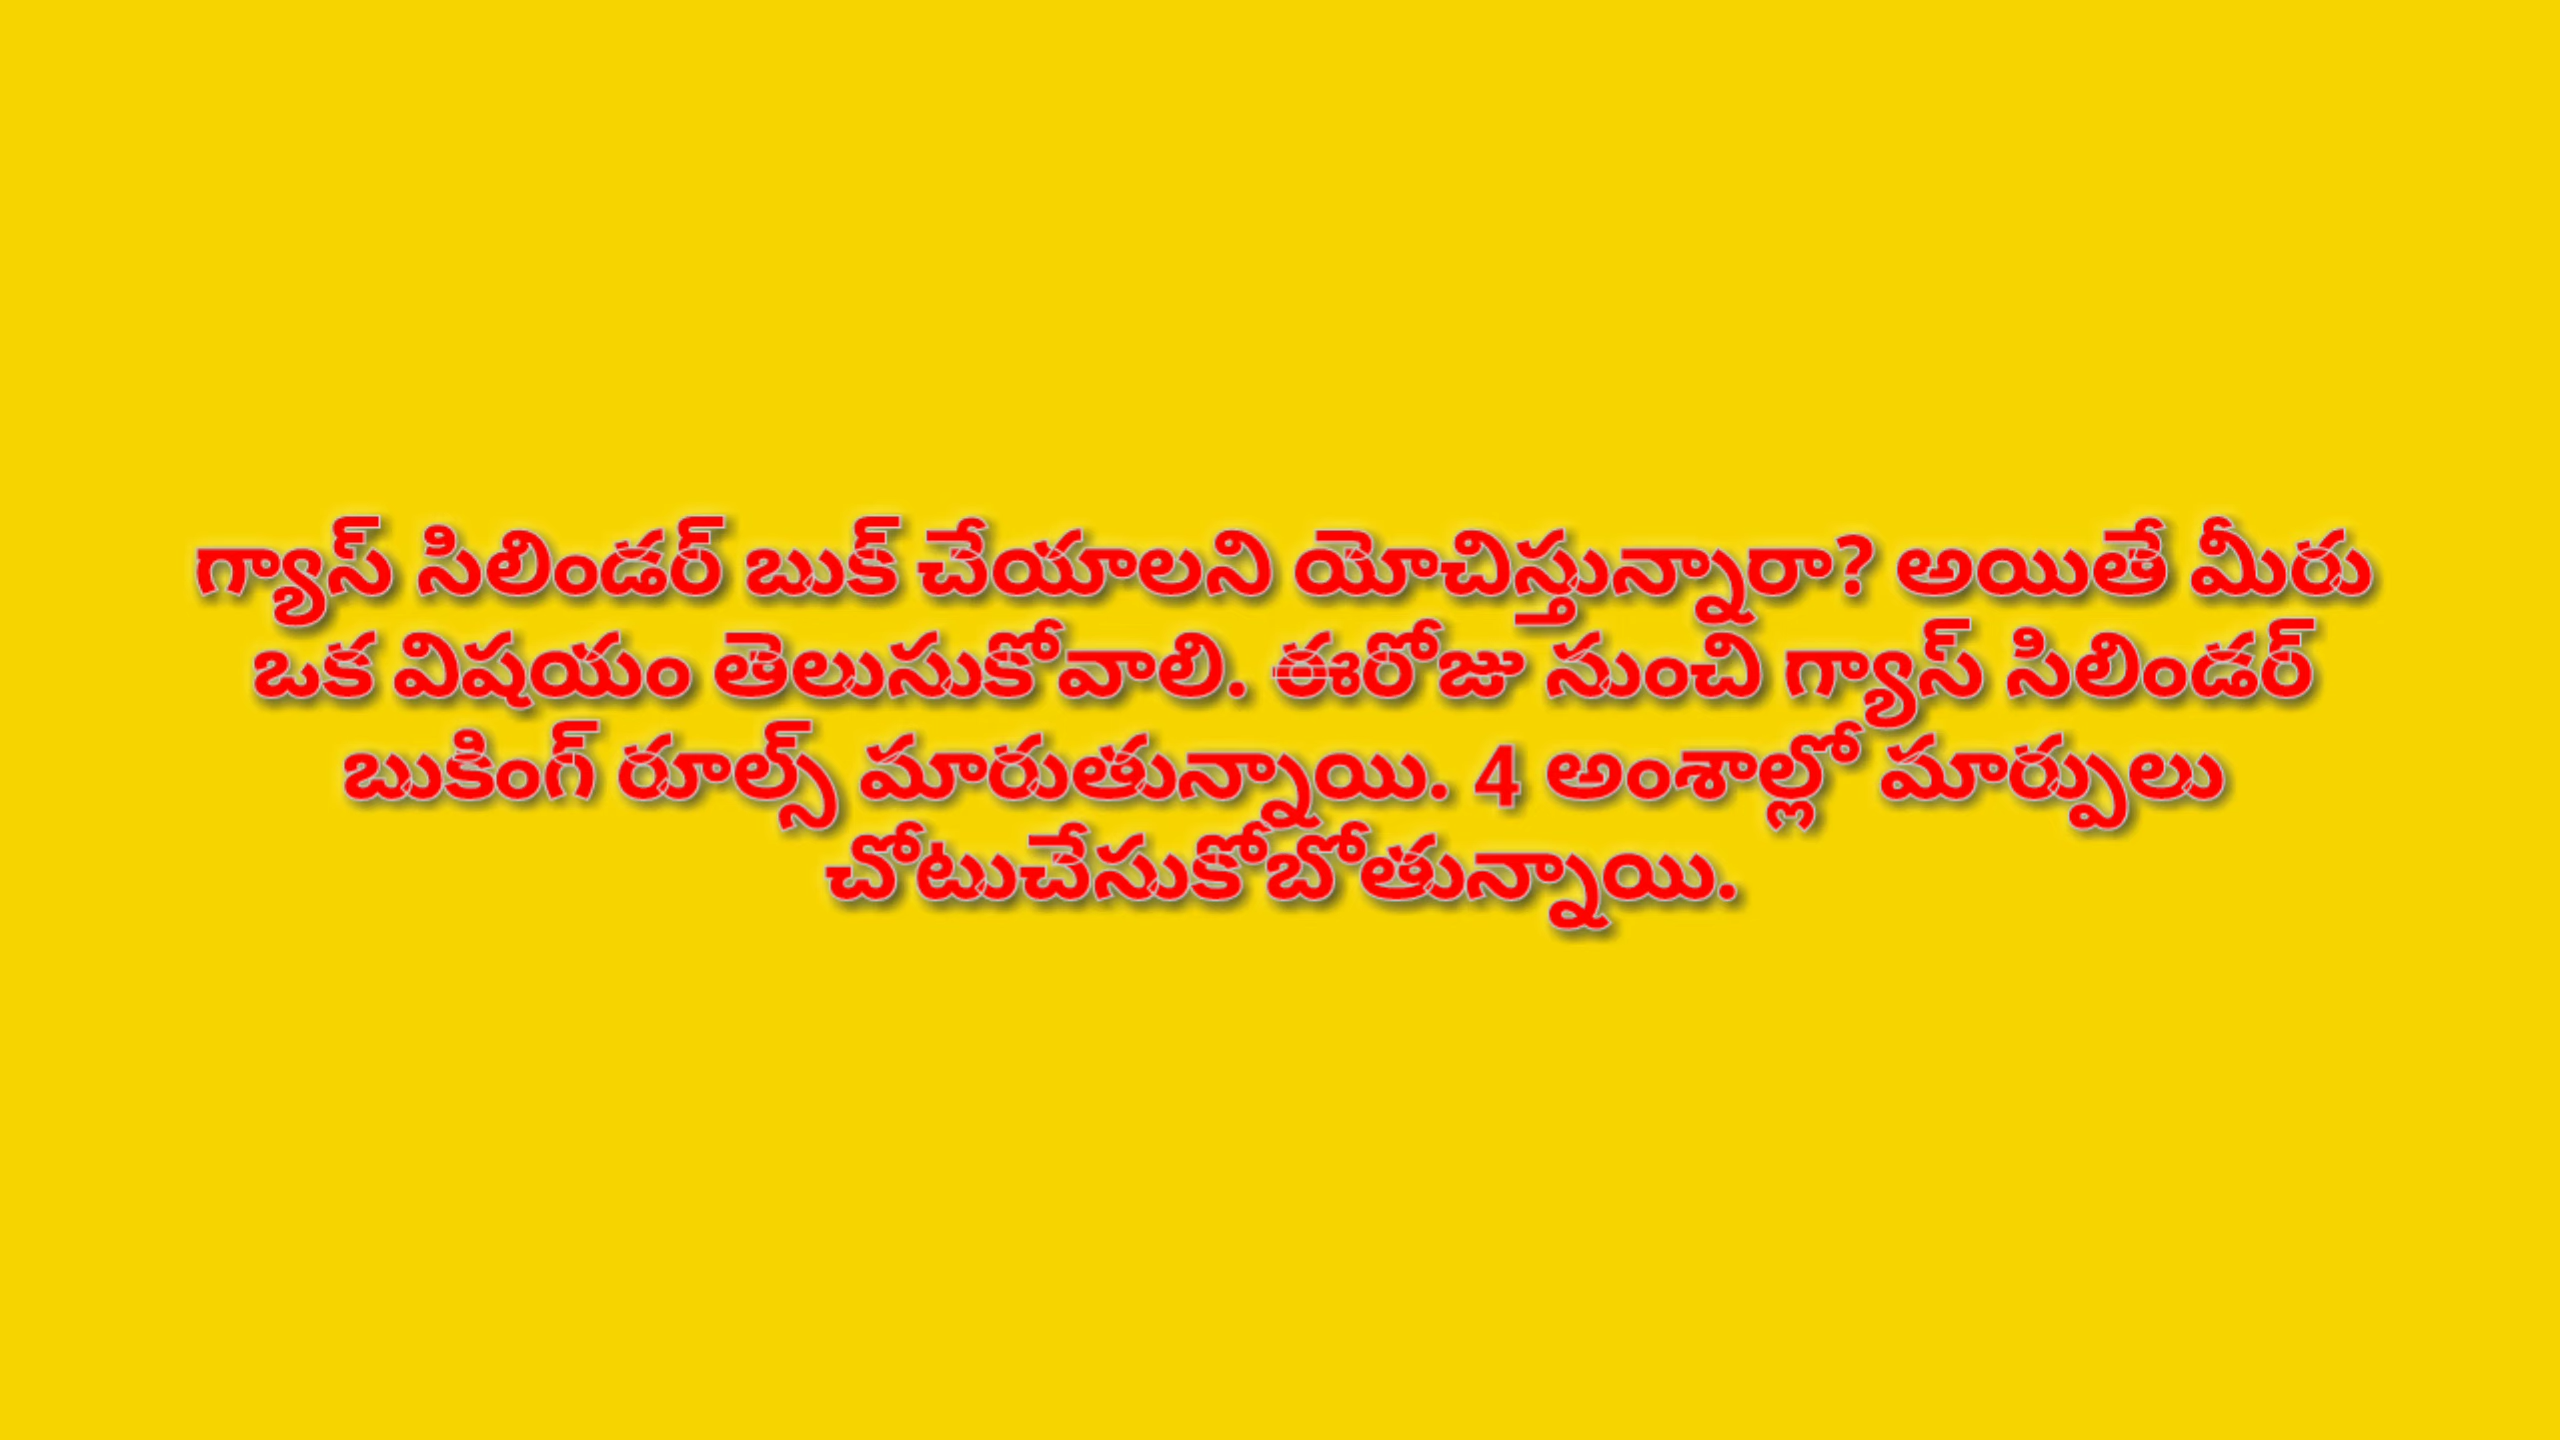 గ్యాస్ సిలిండర్ బుక్ చేయాలని యోచిస్తున్నారా? అయితే మీరు
ఒక విషయం తెలుసుకోవాలి. ఈరోజు నుంచి గ్యాస్ సిలిండర్
బుకింగ్ రూల్స్ మారుతున్నాయి. 4 అంశాల్లో మార్పులు
చోటుచేసుకోబోతున్నాయి.